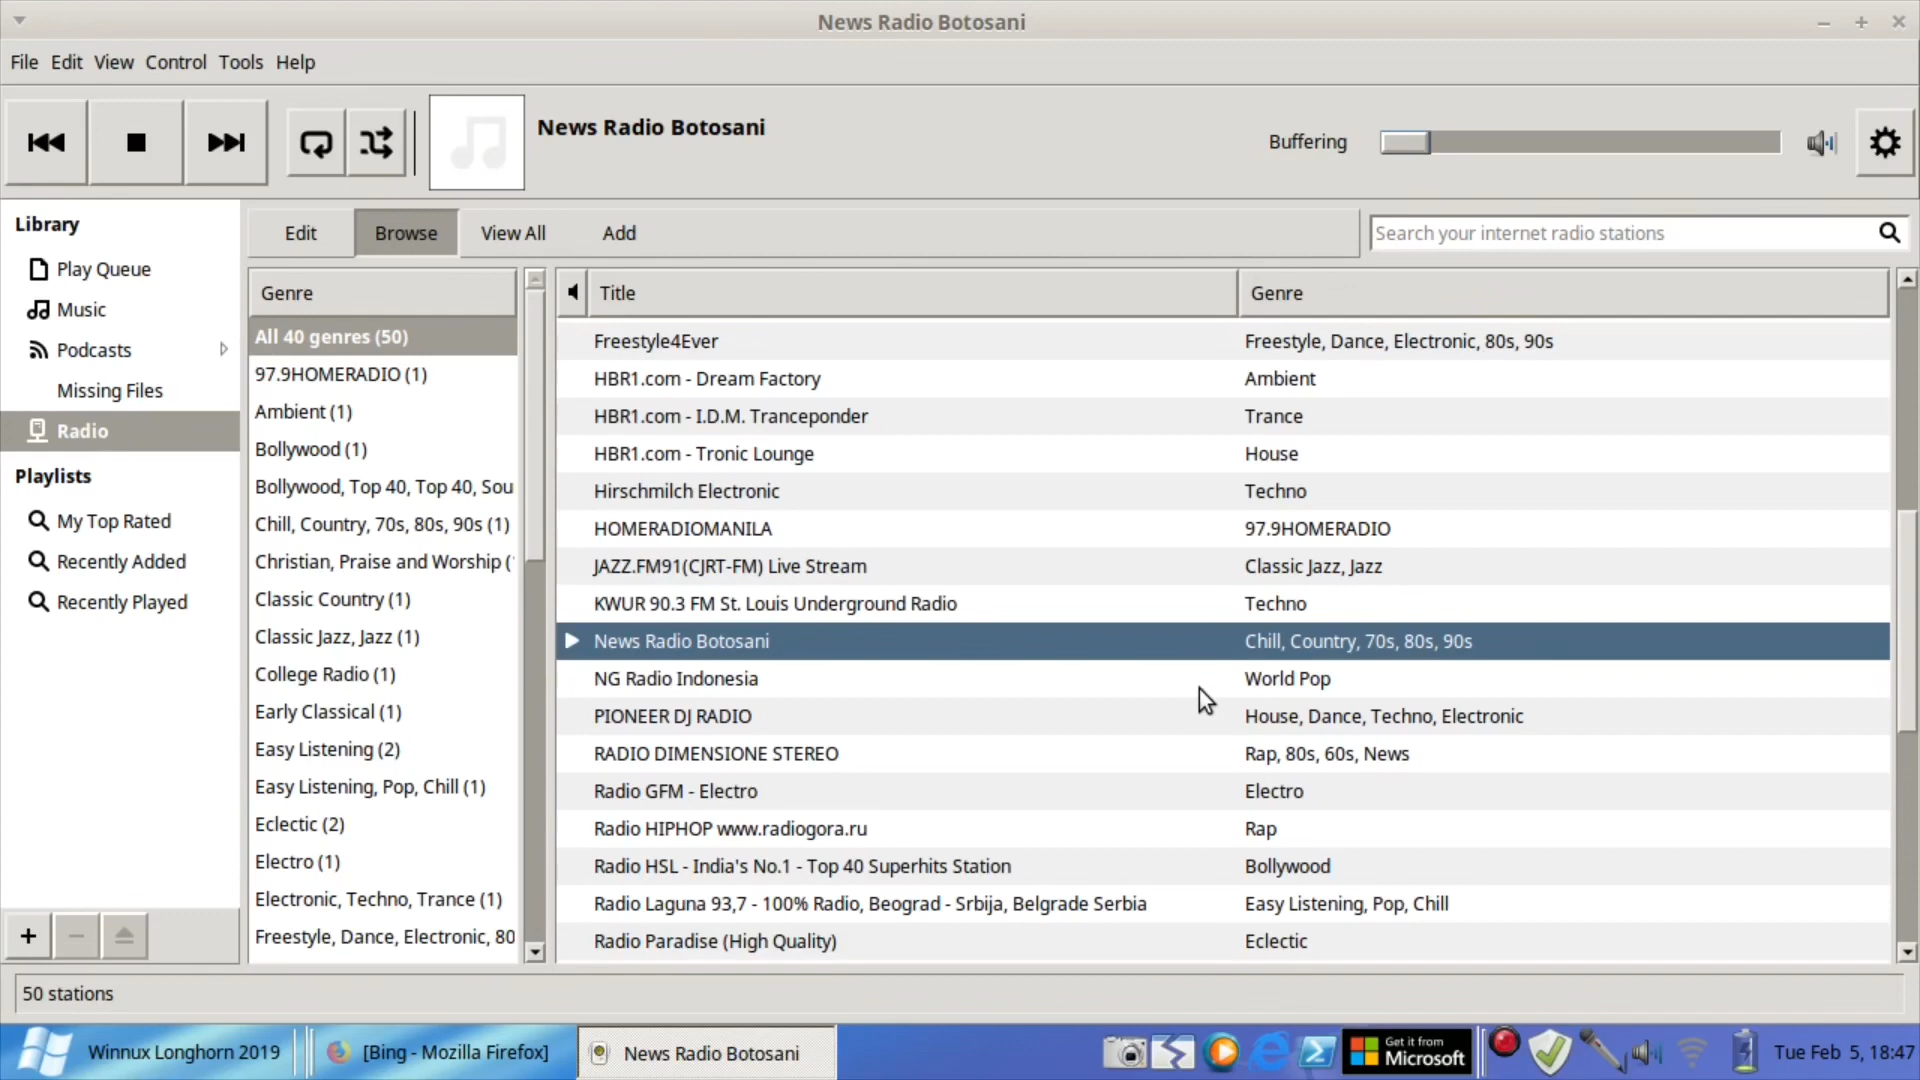 News Radio Botosani
File Edit View Control Tools Help
News Radio Botosani
Buffering
Library
Play Queue
Music
Podcasts
Missing Files
Radio
Playlists
My Top Rated
Recently Added
Recently Played
Edit Browse View All Add
Search your internet radio stations
Genre
All 40 genres (50)
97.9HOMERADIO (1)
Ambient (1)
Bollywood (1)
Bollywood, Top 40, Top 40, Sou
Chill, Country, 70s, 80s, 90s (1)
Christian, Praise and Worship (
Classic Country (1)
Classic Jazz, Jazz (1)
College Radio (1)
Early Classical (1)
Easy Listening (2)
Easy Listening, Pop, Chill (1)
Eclectic (2)
Electro (1)
Electronic, Techno, Trance (1)
Freestyle, Dance, Electronic, 80
Title Genre
Freestyle4Ever Freestyle, Dance, Electronic, 80s, 90s
HBR1.com - Dream Factory Ambient
HBR1.com - I.D.M. Tranceponder Trance
HBR1.com - Tronic Lounge House
Hirschmilch Electronic Techno
HOMERADIOMANILA 97.9HOMERADIO
JAZZ.FM91(CJRT-FM) Live Stream Classic Jazz, Jazz
KWUR 90.3 FM St. Louis Underground Radio Techno
News Radio Botosani Chill, Country, 70s, 80s, 90s
NG Radio Indonesia World Pop
PIONEER DJ RADIO House, Dance, Techno, Electronic
RADIO DIMENSIONE STEREO Rap, 80s, 60s, News
Radio GFM - Electro Electro
Radio HIPHOP www.radiogora.ru Rap
Radio HSL - India's No.1 - Top 40 Superhits Station Bollywood
Radio Laguna 93,7 - 100% Radio, Beograd - Srbija, Belgrade Serbia Easy Listening, Pop, Chill
Radio Paradise (High Quality) Eclectic
50 stations
Winnux Longhorn 2019
[Bing - Mozilla Firefox]
News Radio Botosani
Get it from
Microsoft
Tue Feb 5, 18:47